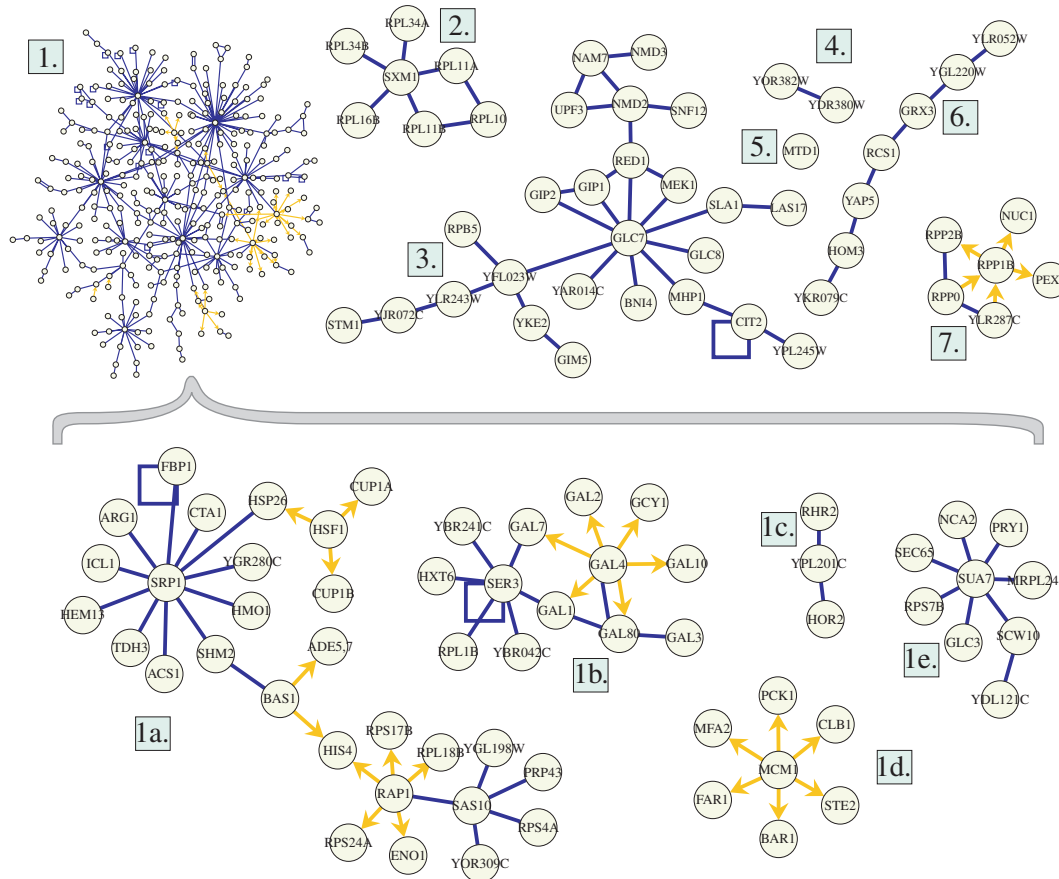 1.
2.
RPL34A
RPL34B
RPL11A
SXM1
RPL16B
RPL11B
RPL10
3.
NAM7
NMD3
UPF3
NMD2
SNF12
RED1
GIP2
GIP1
MEK1
SLA1
LAS17
GLC7
GLC8
RPB5
YFL023W
YAR014C
BNI4
MHP1
YLR243W
YJR072C
STM1
YKE2
GIM5
CIT2
YPL245W
4.
YOR382W
YDR380W
5.
MTD1
6.
YLR052W
YGL220W
GRX3
RCS1
YAP5
HOM3
YKR079C
7.
NUC1
RPP2B
RPP1B
PEX
RPP0
YLR287C
1a.
FBP1
ARG1
CTA1
HSP26
CUP1A
HSF1
ICL1
YGR280C
SRP1
CUP1B
HEM13
HMO1
TDH3
ACS1
SHM2
ADE5,7
BAS1
HIS4
RPS17B
RPL18B
YGL198W
PRP43
RAP1
SAS10
RPS4A
RPS24A
ENO1
YOR309C
1b.
YBR241C
GAL7
GAL2
GCY1
HXT6
SER3
GAL4
GAL10
GAL1
GAL80
GAL3
RPL1B
YBR042C
1c.
RHR2
YPL201C
HOR2
1d.
PCK1
MFA2
CLB1
MCM1
FAR1
STE2
BAR1
1e.
NCA2
PRY1
SEC65
SUA7
MRPL24
RPS7B
GLC3
SCW10
YDL121C